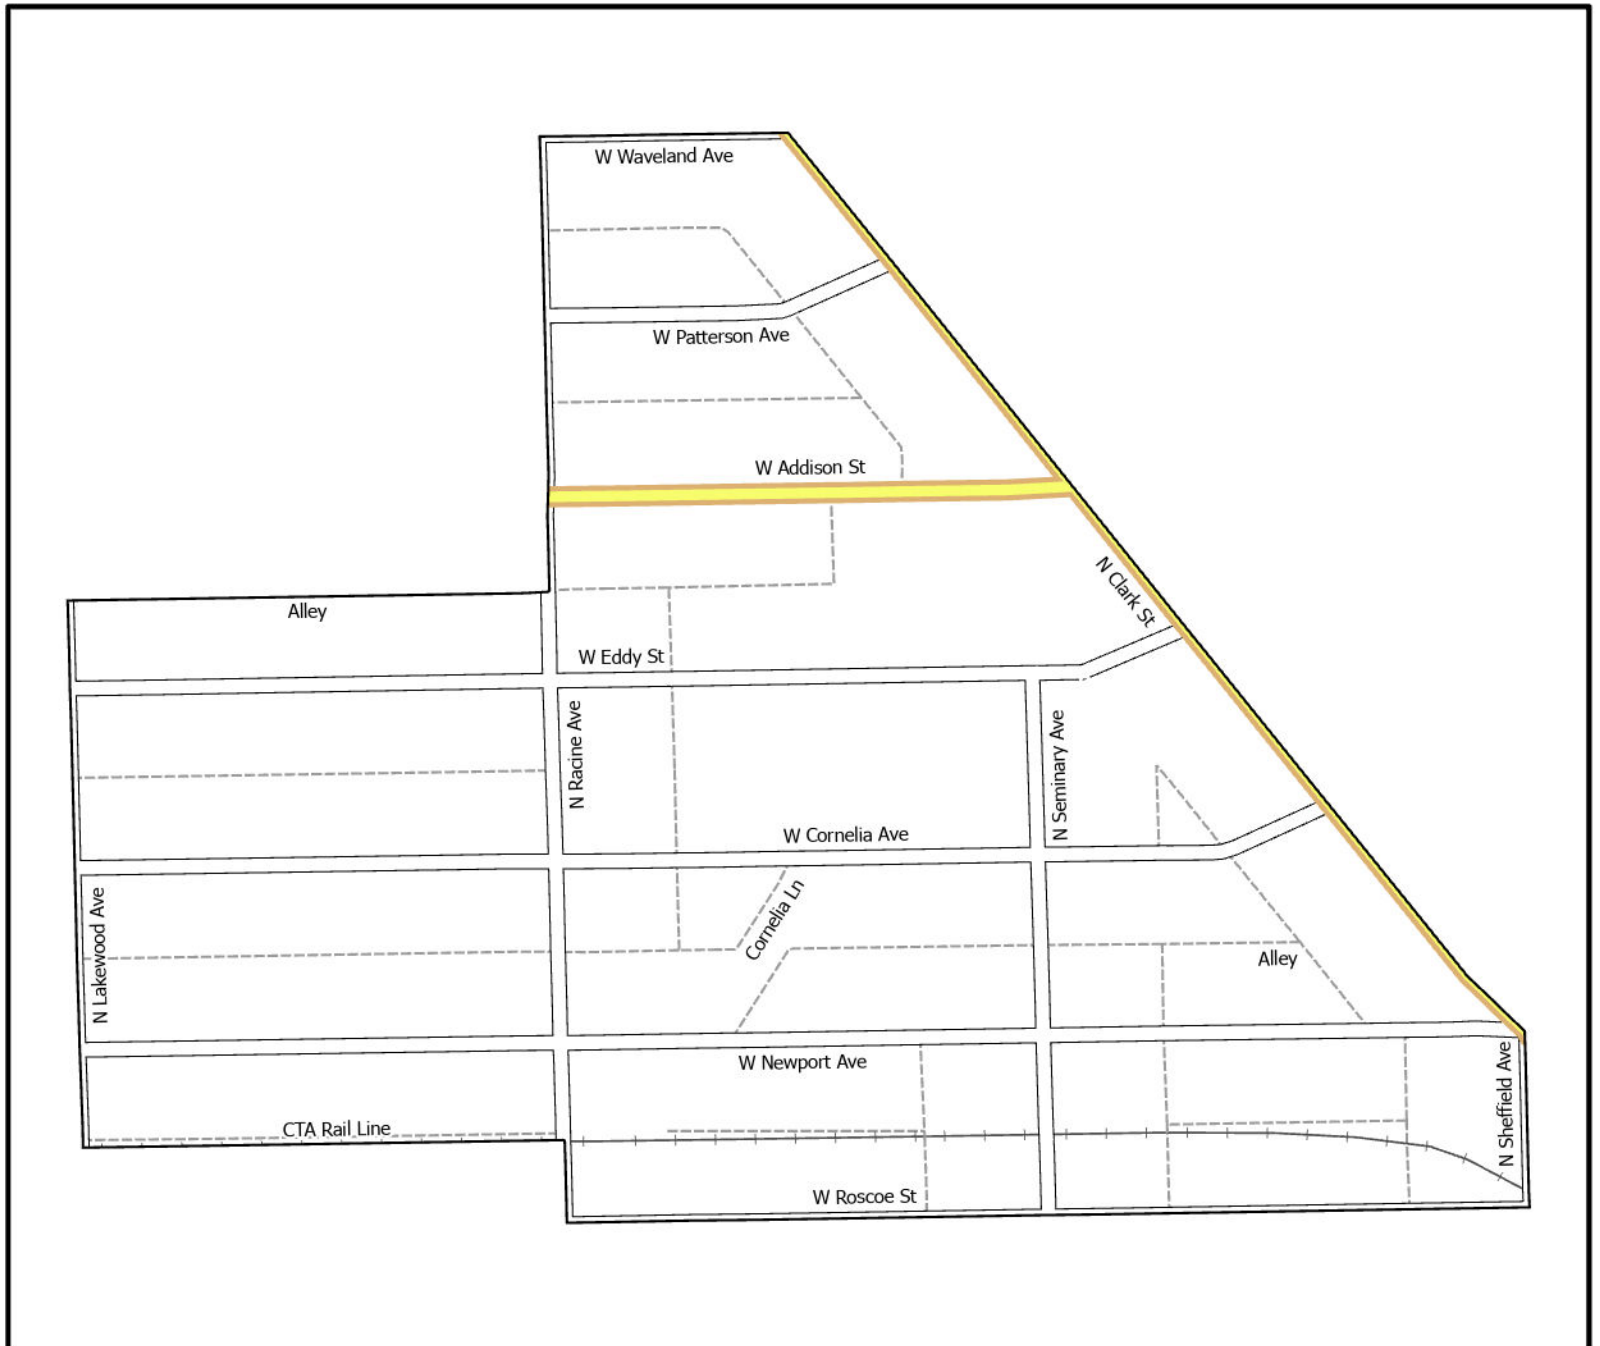 W Waveland Ave
W Patterson Ave
W Addison St
N Clark St
Alley
W Eddy St
N Racine Ave
N Seminary Ave
W Cornelia Ave
N Lakewood Ave
Cornelia Ln
Alley
W Newport Ave
N Sheffield Ave
CTA Rail Line
W Roscoe St